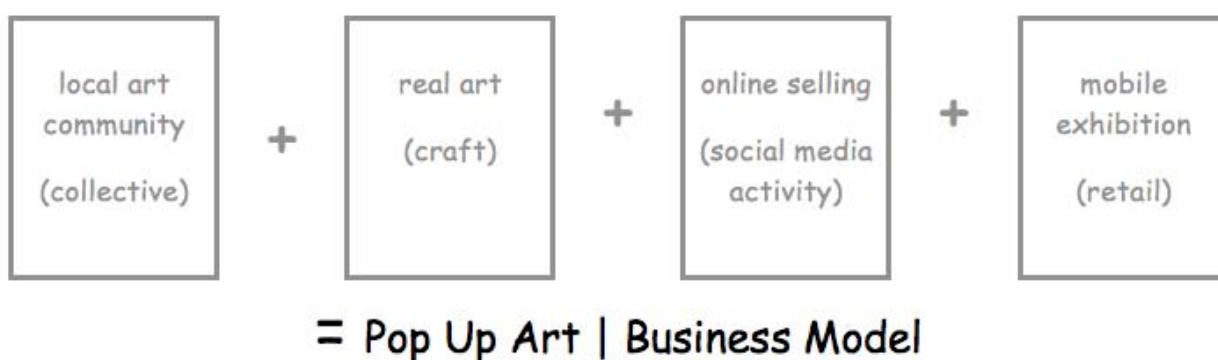 local art
community
(collective)
+
real art
(craft)
+
online selling
(social media
activity)
+
mobile
exhibition
(retail)
= Pop Up Art | Business Model